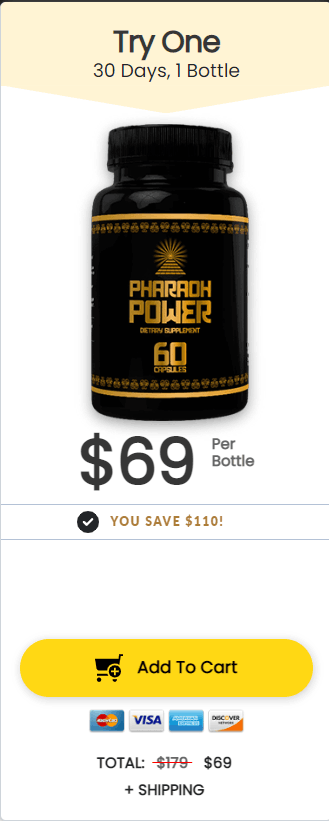 Try One
30 Days, 1 Bottle
PHARAOH
POWER
DIETARY SUPPLEMENT
60
CAPSULES
$69 Per
Bottle
YOU SAVE $110!
Add To Cart
VISA
AMERICAN EXPRESS
DISCOVER
NETWORK
TOTAL: $179 $69
+ SHIPPING